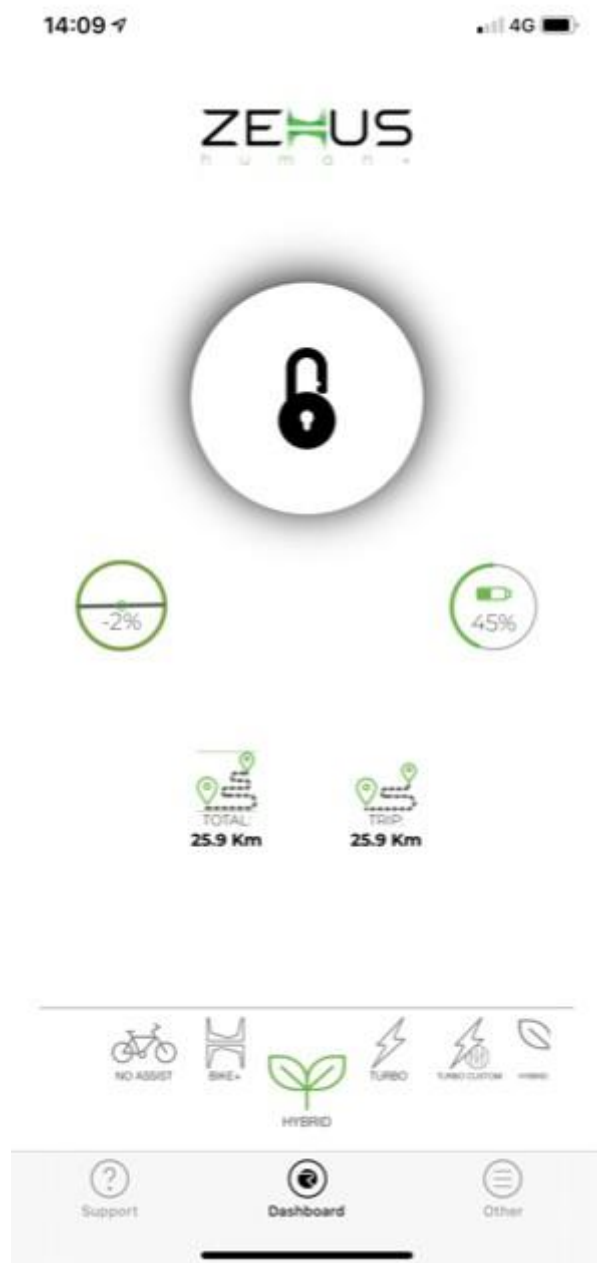 14:09
4G
ZEHUS
human+
-2%
45%
TOTAL:
25.9 Km
TRIP:
25.9 Km
NO ASSIST
BIKE+
HYBRID
TURBO
TURBO CUSTOM
HYBRID
Support
Dashboard
Other